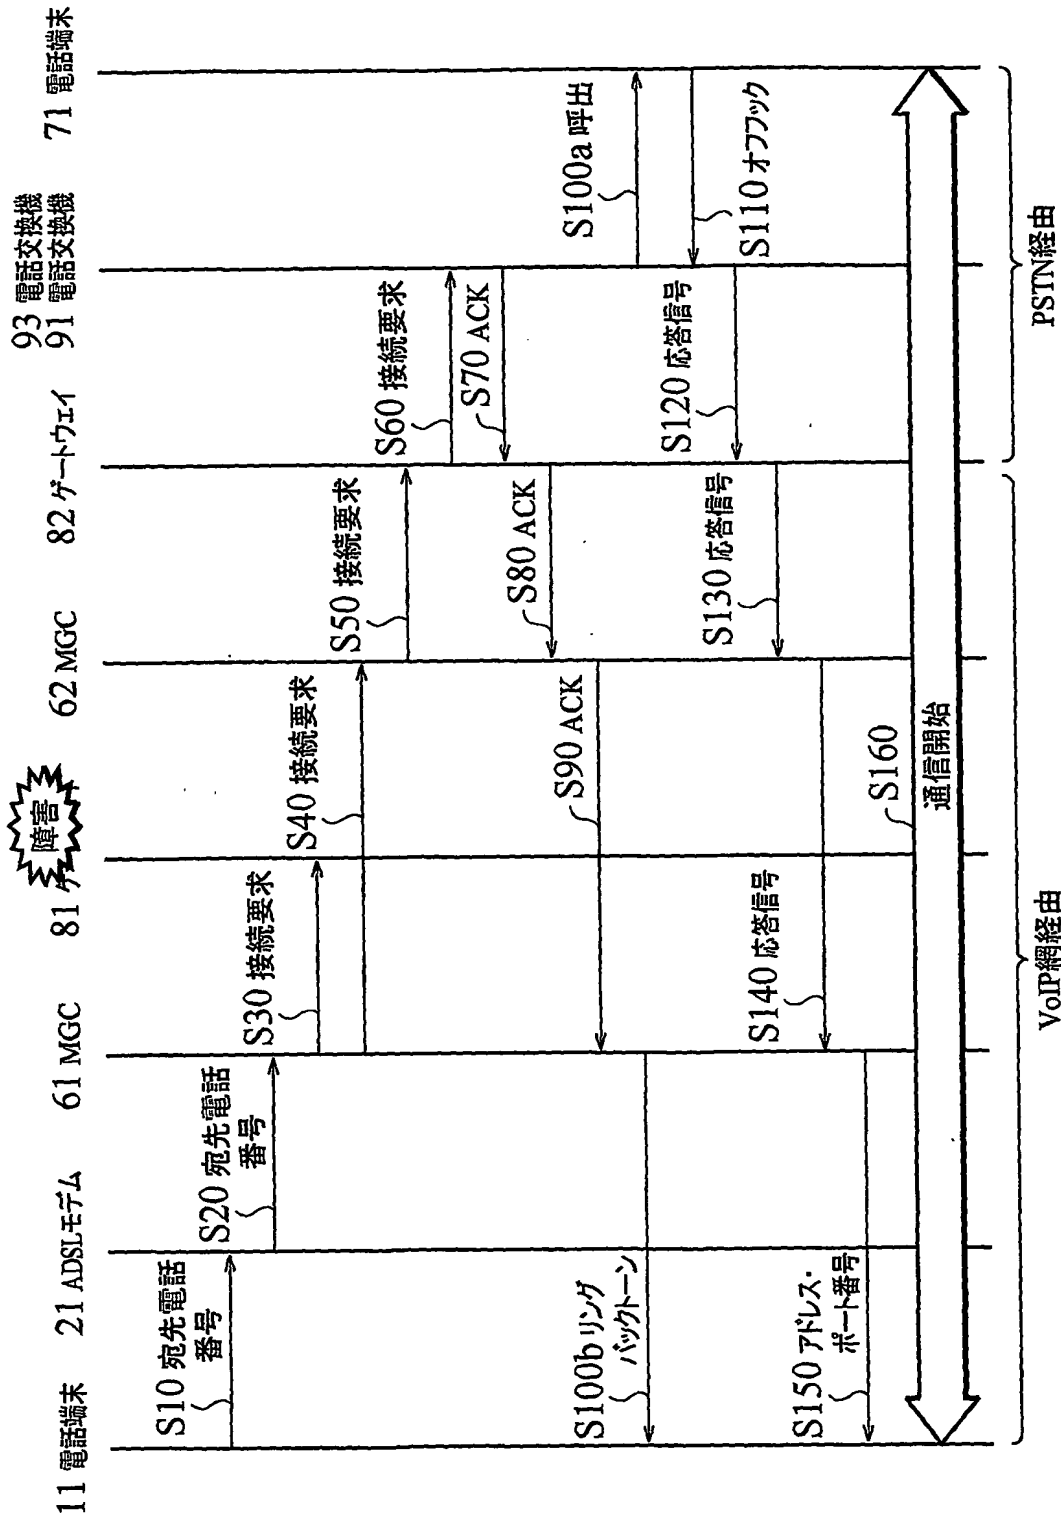 11 電話端末
21 ADSLモデム
61 MGC
81 ゲ
障害
62 MGC
82 ゲートウェイ
93 電話交換機
91 電話交換機
71 電話端末
S10 宛先電話
番号
S20 宛先電話
番号
S30 接続要求
S40 接続要求
S50 接続要求
S60 接続要求
S70 ACK
S80 ACK
S90 ACK
S100a 呼出
S100b リング
バックトーン
S110 オフフック
S120 応答信号
S130 応答信号
S140 応答信号
S150 アドレス・
ポート番号
S160
通信開始
VoIP網経由
PSTN経由